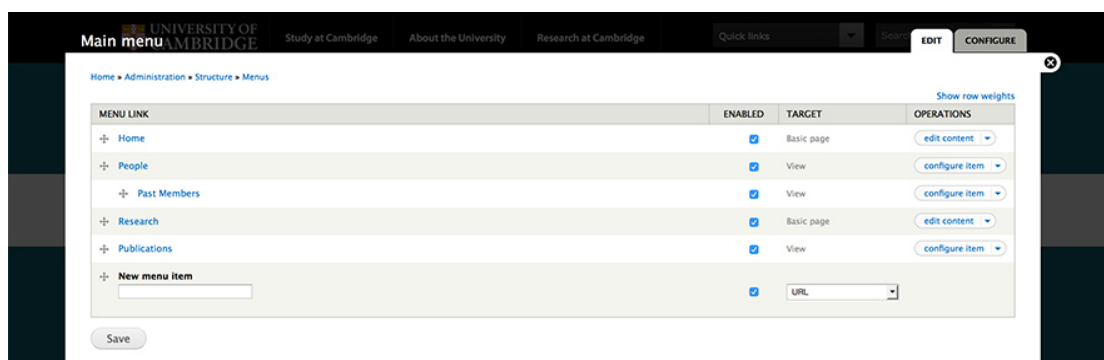 UNIVERSITY OF
CAMBRIDGE
Main menu
Study at Cambridge
About the University
Research at Cambridge
Quick links
EDIT
CONFIGURE
Home » Administration » Structure » Menus
Show row weights
MENU LINK ENABLED TARGET OPERATIONS
Home Basic page edit content
People View configure item
Past Members View configure item
Research Basic page edit content
Publications View configure item
New menu item
URL
Save